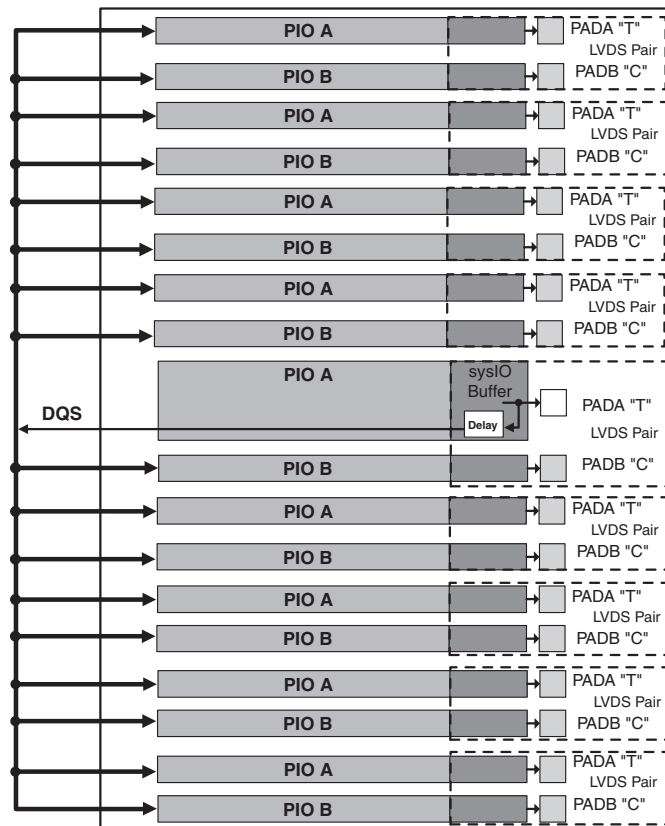 PIO A
PADA "T"
LVDS Pair
PIO B
PADB "C"
PIO A
PADA "T"
LVDS Pair
PIO B
PADB "C"
PIO A
PADA "T"
LVDS Pair
PIO B
PADB "C"
PIO A
PADA "T"
LVDS Pair
PIO B
PADB "C"
PIO A
sysIO
Buffer
PADA "T"
DQS
Delay
LVDS Pair
PIO B
PADB "C"
PIO A
PADA "T"
LVDS Pair
PIO B
PADB "C"
PIO A
PADA "T"
LVDS Pair
PIO B
PADB "C"
PIO A
PADA "T"
LVDS Pair
PIO B
PADB "C"
PIO A
PADA "T"
LVDS Pair
PIO B
PADB "C"